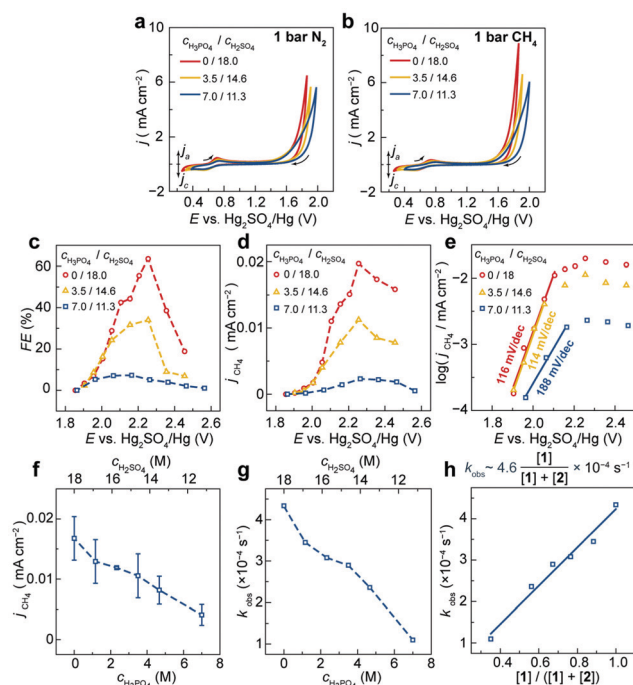 a
b
1 bar N₂
1 bar CH₄
c_H₃PO₄ / c_H₂SO₄
0 / 18.0
3.5 / 14.6
7.0 / 11.3
c_H₃PO₄ / c_H₂SO₄
0 / 18.0
3.5 / 14.6
7.0 / 11.3
j ( mA cm⁻²)
10
6
2
−2
j_a
j_c
0.4 0.8 1.2 1.6 2.0
E vs. Hg₂SO₄/Hg (V)
j ( mA cm⁻²)
10
6
2
−2
j_a
j_c
0.4 0.8 1.2 1.6 2.0
E vs. Hg₂SO₄/Hg (V)
c
c_H₃PO₄ / c_H₂SO₄
0 / 18.0
3.5 / 14.6
7.0 / 11.3
FE (%)
60
40
20
0
1.8 2.0 2.2 2.4 2.6
E vs. Hg₂SO₄/Hg (V)
d
c_H₃PO₄ / c_H₂SO₄
0 / 18.0
3.5 / 14.6
7.0 / 11.3
j_CH₄ ( mA cm⁻²)
0.02
0.01
0
1.8 2.0 2.2 2.4 2.6
E vs. Hg₂SO₄/Hg (V)
e
c_H₃PO₄ / c_H₂SO₄
0 / 18
3.5 / 14.6
7.0 / 11.3
log(j_CH₄ / mA cm⁻²)
−2
−3
−4
116 mV/dec
114 mV/dec
188 mV/dec
1.8 2.0 2.2 2.4 2.6
E vs. Hg₂SO₄/Hg (V)
f
c_H₂SO₄ (M)
18 16 14 12
j_CH₄ ( mA cm⁻²)
0.02
0.01
0
0 2 4 6 8
c_H₃PO₄ (M)
g
c_H₂SO₄ (M)
18 16 14 12
k_obs (×10⁻⁴ s⁻¹)
4
3
2
1
0 2 4 6 8
c_H₃PO₄ (M)
h
k_obs ~ 4.6 [1] / [1] + [2] × 10⁻⁴ s⁻¹
k_obs (×10⁻⁴ s⁻¹)
4
3
2
1
0.4 0.6 0.8 1.0
[1] / ([1] + [2])